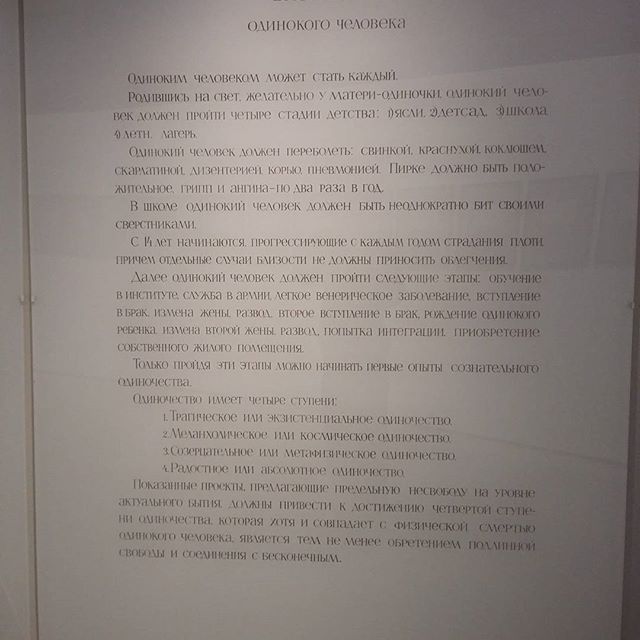 одинокого человека
Одиноким человеком может стать каждый.
Родившись на свет, желательно у матери-одиночки, одинокий чело-
век должен пройти четыре стадии детства: 1) ясли, 2) детсад, 3) школа,
4) летн. лагерь.
Одинокий человек должен переболеть: свинкой, краснухой, коклюшем,
скарлатиной, дизентерией, корью, пневмонией. Пирке должно быть поло-
жительное, грипп и ангина-по два раза в год.
В школе одинокий человек должен быть неоднократно бит своими
сверстниками.
С 14 лет начинаются, прогрессирующие с каждым годом страдания плоти,
причем отдельные случаи близости не должны приносить облегчения.
Далее одинокий человек должен пройти следующие этапы: обучение
в институте, служба в армии, легкое венерическое заболевание, вступление
в брак, измена жены, развод, второе вступление в брак, рождение одинокого
ребенка, измена второй жены, развод, попытка интеграции, приобретение
собственного жилого помещения.
Только пройдя эти этапы можно начинать первые опыты сознательного
одиночества.
Одиночество имеет четыре ступени:
1. Трагическое или экзистенциальное одиночество.
2. Меланхолическое или космическое одиночество.
3. Созерцательное или метафизическое одиночество.
4. Радостное или абсолютное одиночество.
Показанные проекты, предлагающие предельную несвободу на уровне
актуального бытия, должны привести к достижению четвертой ступе-
ни одиночества, которая хотя и совпадает с физической смертью
одинокого человека, является тем не менее обретением подлинной
свободы и соединения с бесконечным.